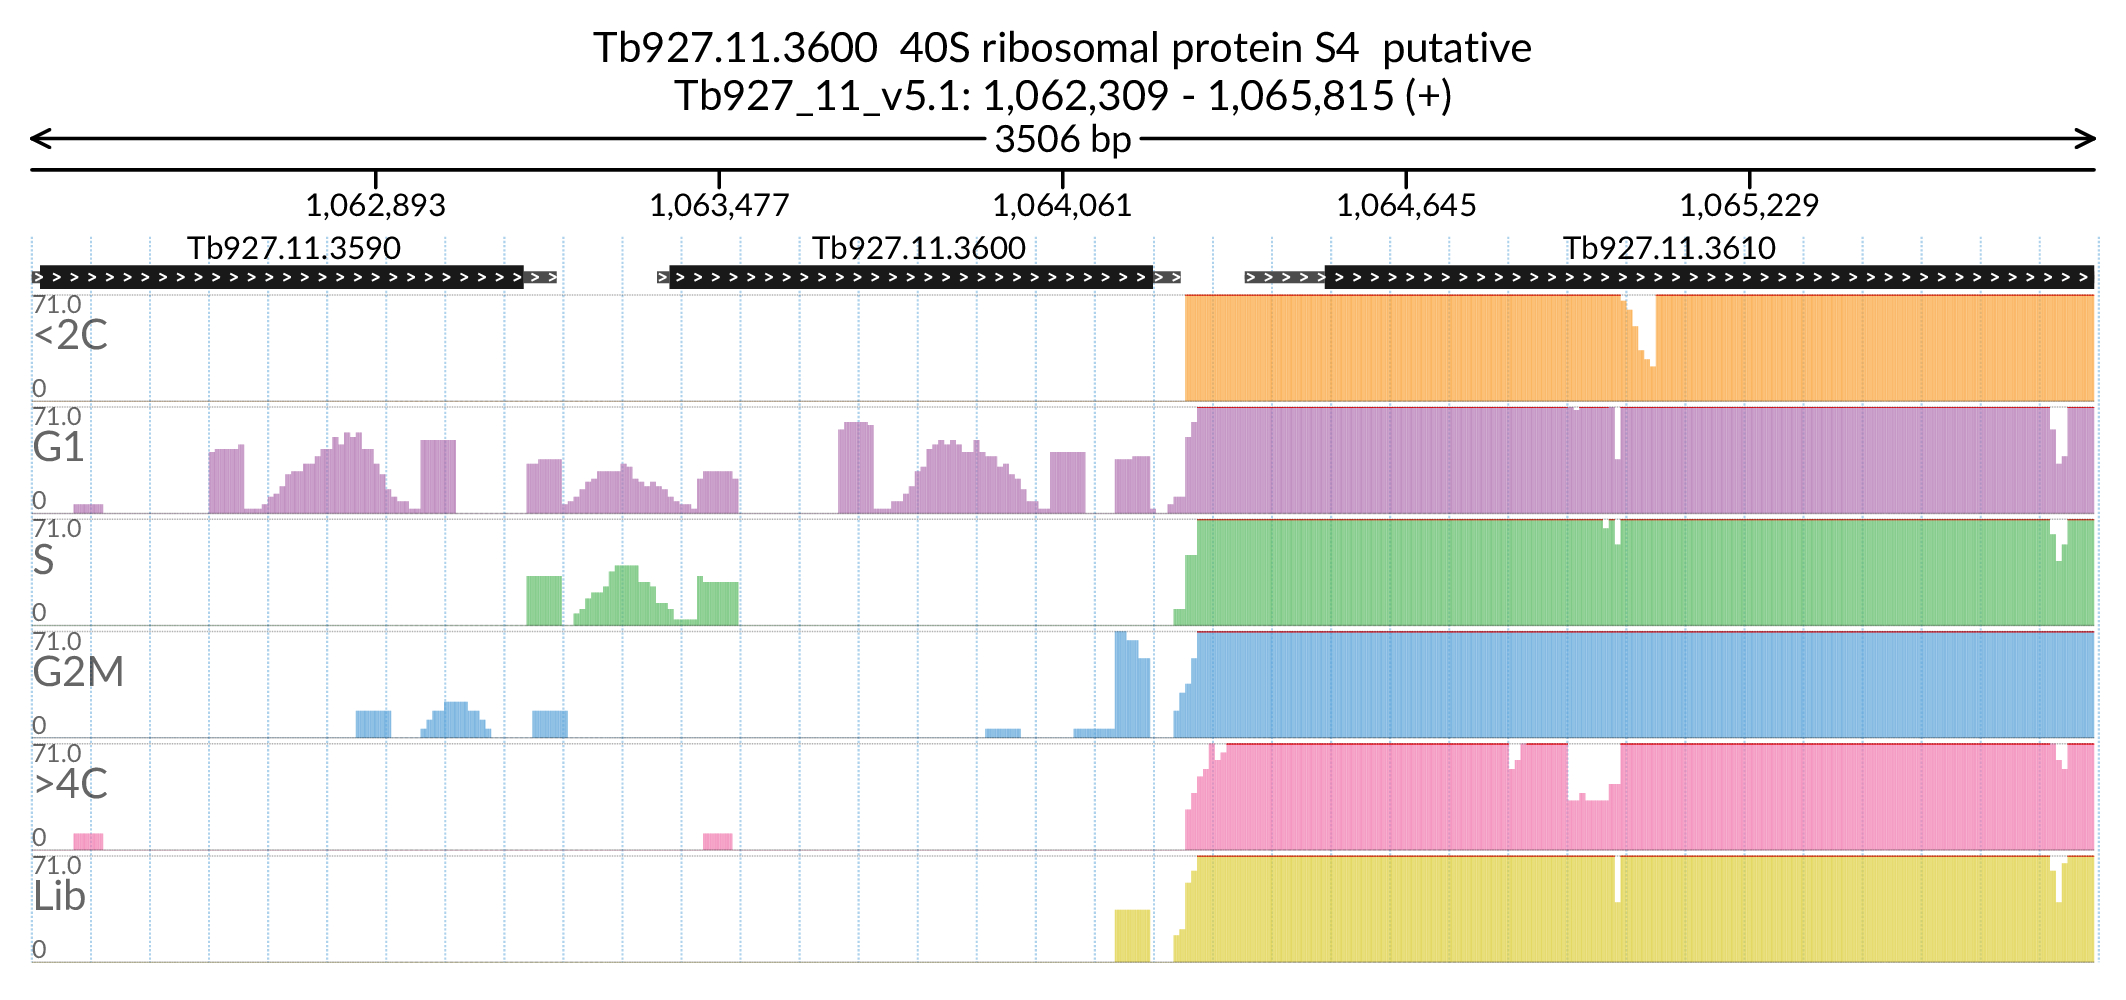 Tb927.11.3600 40S ribosomal protein S4 putative
Tb927_11_v5.1: 1,062,309 - 1,065,815 (+)
3506 bp
1,062,893 1,063,477 1,064,061 1,064,645 1,065,229
Tb927.11.3590 Tb927.11.3600 Tb927.11.3610
71.0
<2C
0
71.0
G1
0
71.0
S
0
71.0
G2M
0
71.0
>4C
0
71.0
Lib
0